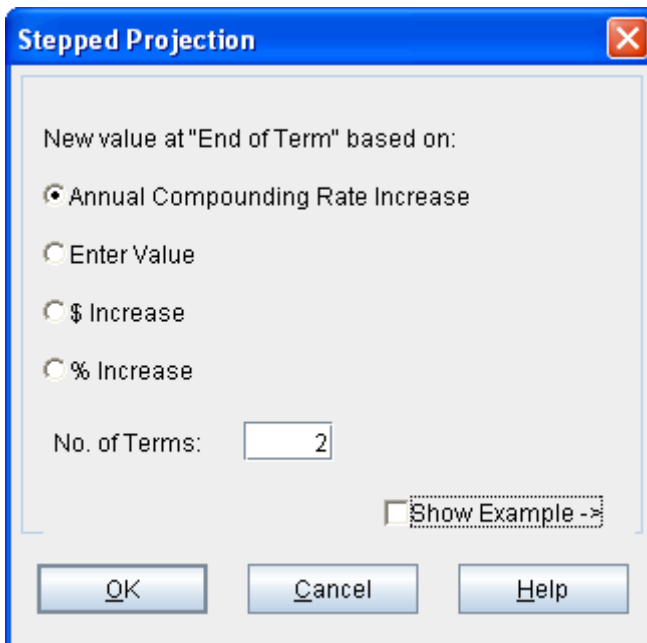 Stepped Projection
New value at "End of Term" based on:
Annual Compounding Rate Increase
Enter Value
$ Increase
% Increase
No. of Terms: 2
Show Example ->
OK Cancel Help